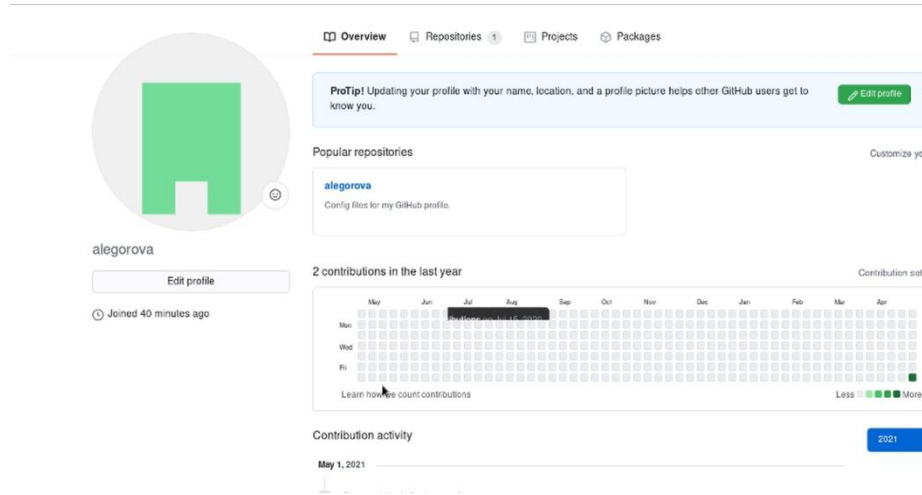 Overview Repositories 1 Projects Packages
ProTip! Updating your profile with your name, location, and a profile picture helps other GitHub users get to
know you.
Edit profile
Popular repositories
Customize
alegorova
Config files for my GitHub profile.
alegorova
Edit profile
Joined 40 minutes ago
2 contributions in the last year
Contribution
May Jun Jul Aug Sep Oct Nov Dec Jan Feb Mar Apr
Mon
Wed
Fri
Learn how we count contributions
Less More
Contribution activity
2021
May 1, 2021